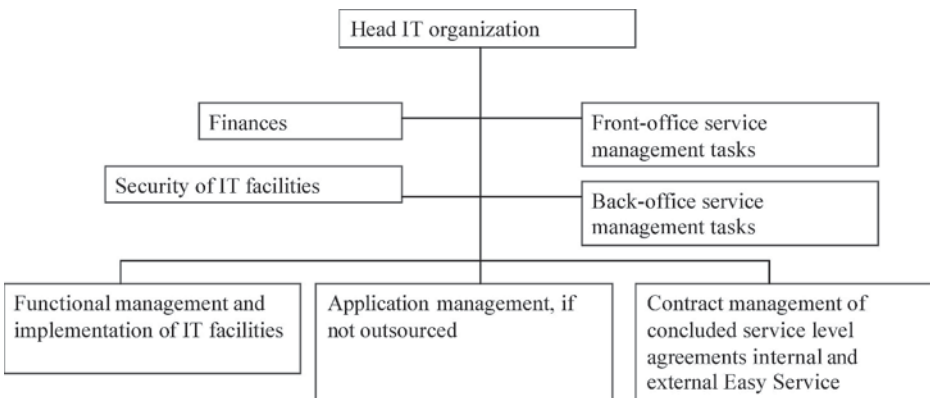 Head IT organization
Finances
Front-office service
management tasks
Security of IT facilities
Back-office service
management tasks
Functional management and
implementation of IT facilities
Application management, if
not outsourced
Contract management of
concluded service level
agreements internal and
external Easy Service